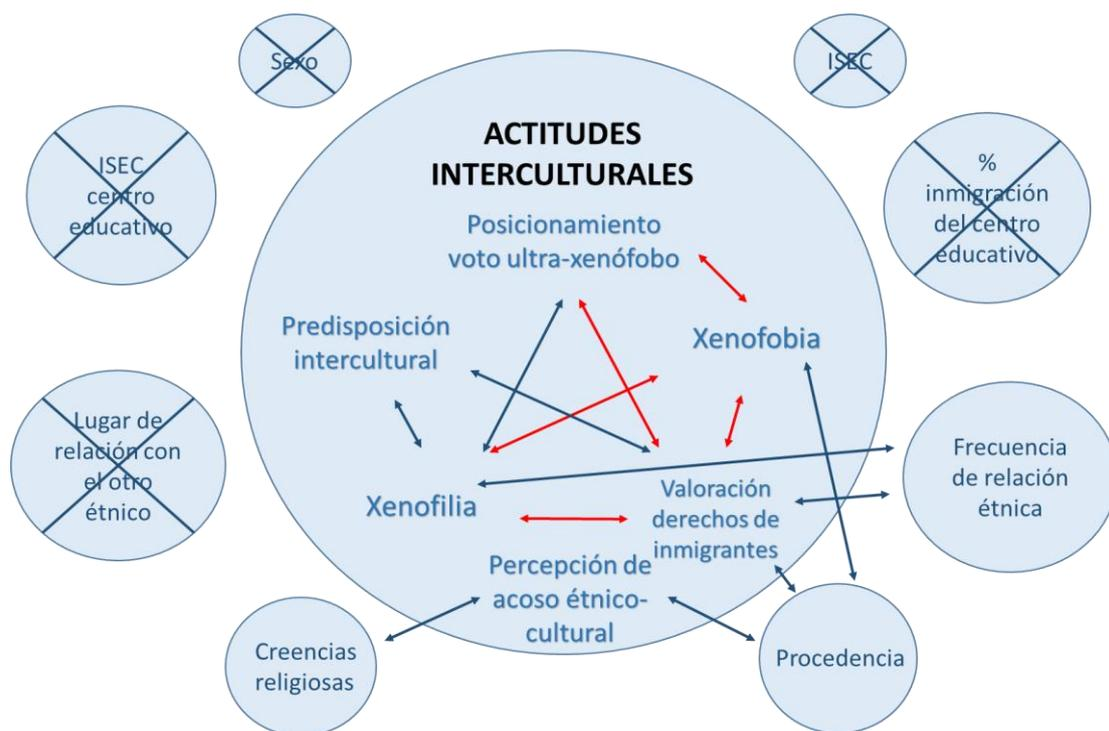 Sexo
ISEC
ISEC
centro
educativo
%
inmigración
del centro
educativo
ACTITUDES
INTERCULTURALES
Posicionamiento
voto ultra-xenófobo
Predisposición
intercultural
Xenofobia
Lugar de
relación con
el otro
étnico
Frecuencia
de relación
étnica
Xenofilia
Valoración
derechos de
inmigrantes
Percepción de
acoso étnico-
cultural
Creencias
religiosas
Procedencia